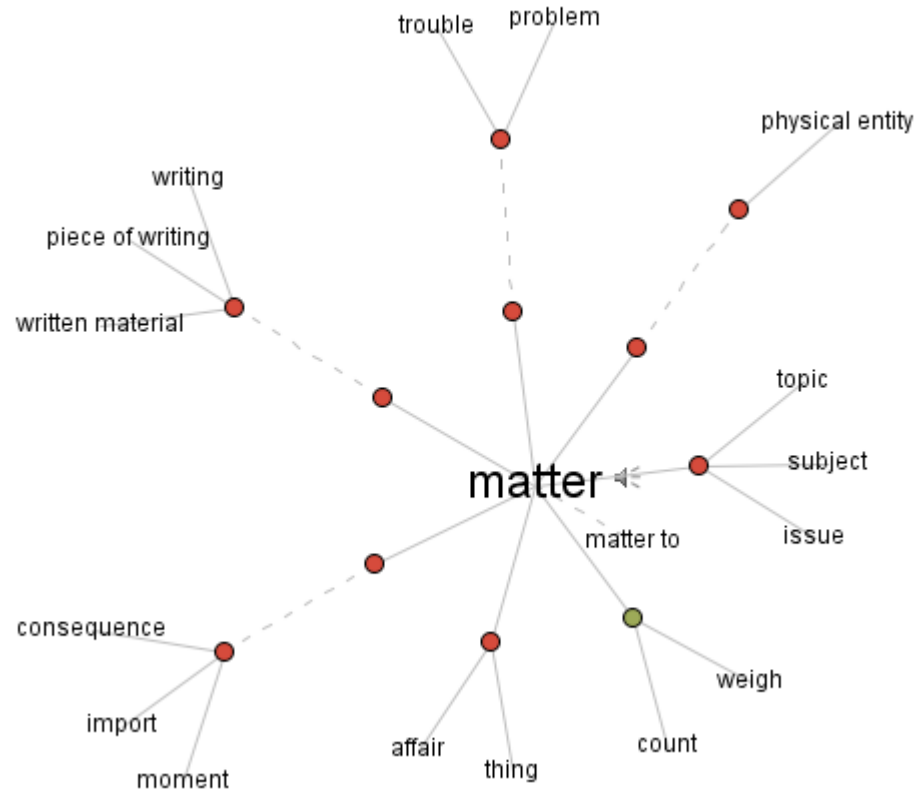 problem
trouble
physical entity
writing
piece of writing
written material
topic
subject
matter
issue
matter to
consequence
weigh
import
count
affair
thing
moment